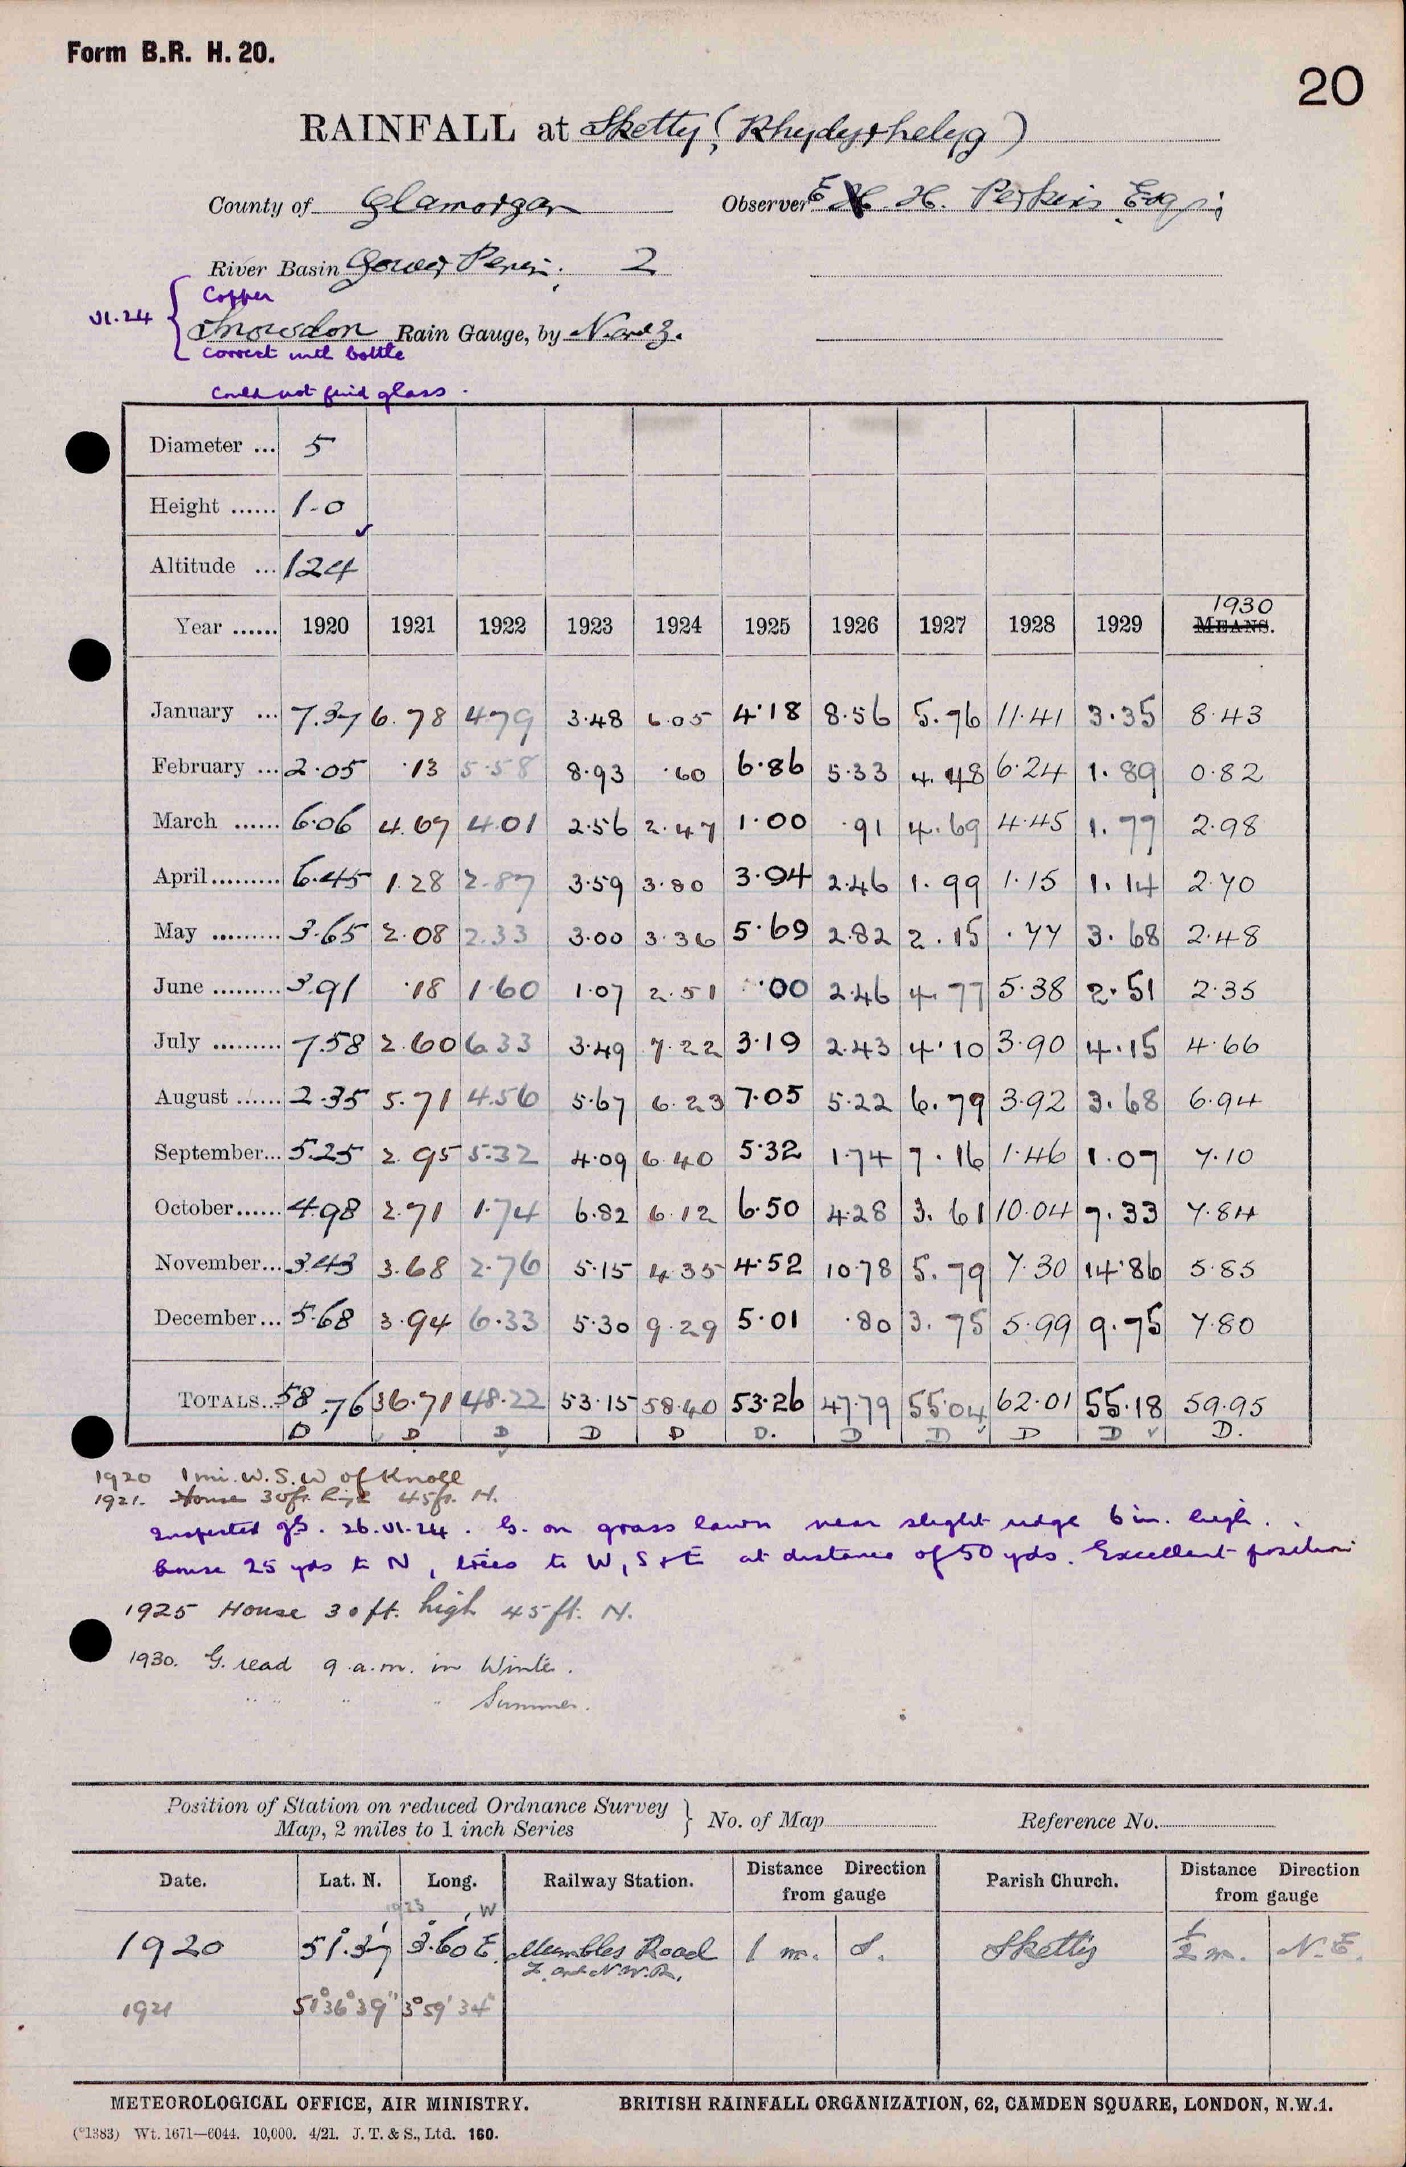 Form B.R. H. 20.
20
RAINFALL at Sketty (Rhydyrhelyg)
County of Glamorgan Observer E. H. Perkins Esq;
River Basin Gower Penin. 2
VI.24 { Copper
Snowdon Rain Gauge, by N. and Z.
Correct with bottle
Could not find glass.
Diameter ... 5
Height ...... 1-0
Altitude ... 124
Year ...... 1920 1921 1922 1923 1924 1925 1926 1927 1928 1929 1930 MEANS.
January ... 7.37 6.78 4.79 3.48 6.05 4.18 8.56 5.76 11.41 3.35 8.43
February ... 2.05 .13 5.58 8.93 .60 6.86 5.33 4.48 6.24 1.89 0.82
March ...... 6.06 4.67 4.01 2.56 2.47 1.00 .91 4.69 4.45 1.77 2.98
April ......... 6.45 1.28 2.87 3.59 3.80 3.94 2.46 1.99 1.15 1.14 2.70
May ......... 3.65 2.08 2.33 3.00 3.36 5.69 2.82 2.15 .77 3.68 2.48
June ......... 3.91 .18 1.60 1.07 2.51 .00 2.46 4.77 5.38 2.51 2.35
July ......... 7.58 2.60 6.33 3.49 7.22 3.19 2.43 4.10 3.90 4.15 4.66
August ...... 2.35 5.71 4.56 5.67 6.23 7.05 5.22 6.79 3.92 3.68 6.94
September... 5.25 2.95 5.32 4.09 6.40 5.32 1.74 7.16 1.46 1.07 7.10
October...... 4.98 2.71 1.74 6.82 6.12 6.50 4.28 3.61 10.04 7.33 7.84
November... 3.43 3.68 2.76 5.15 4.35 4.52 10.78 5.79 7.30 14.86 5.85
December... 5.68 3.94 6.33 5.30 9.29 5.01 .80 3.75 5.99 9.75 7.80
TOTALS... 58.76 36.71 48.22 53.15 58.40 53.26 47.79 55.04 62.01 55.18 59.95
D D D D D D. D D D D D.
1920 1 mi. W.S.W of Knoll
1921. House 30ft. high 45ft. N.
Inspected 26.VI.24. G. on grass lawn near slight ridge 6 in. high.
house 25 yds to N, trees to W, S & E at distance of 50 yds. Excellent position
1925 House 30ft. high 45 ft. N.
1930. G. read 9 a.m. in Winter.
" " " " Summer.
Position of Station on reduced Ordnance Survey
Map, 2 miles to 1 inch Series } No. of Map Reference No.
Date. Lat. N. Long. Railway Station. Distance Direction from gauge Parish Church. Distance Direction from gauge
1923 W
1920 51°.37' 3°.60' E. Mumbles Road 1 m. S. Sketty ½ m. N.E.
L. and N.W.R.
1921 51°36'39" 3°59'34"
METEOROLOGICAL OFFICE, AIR MINISTRY. BRITISH RAINFALL ORGANIZATION, 62, CAMDEN SQUARE, LONDON, N.W.1.
(*1383) Wt. 1671—6044. 10,000. 4/21. J. T. & S., Ltd. 160.